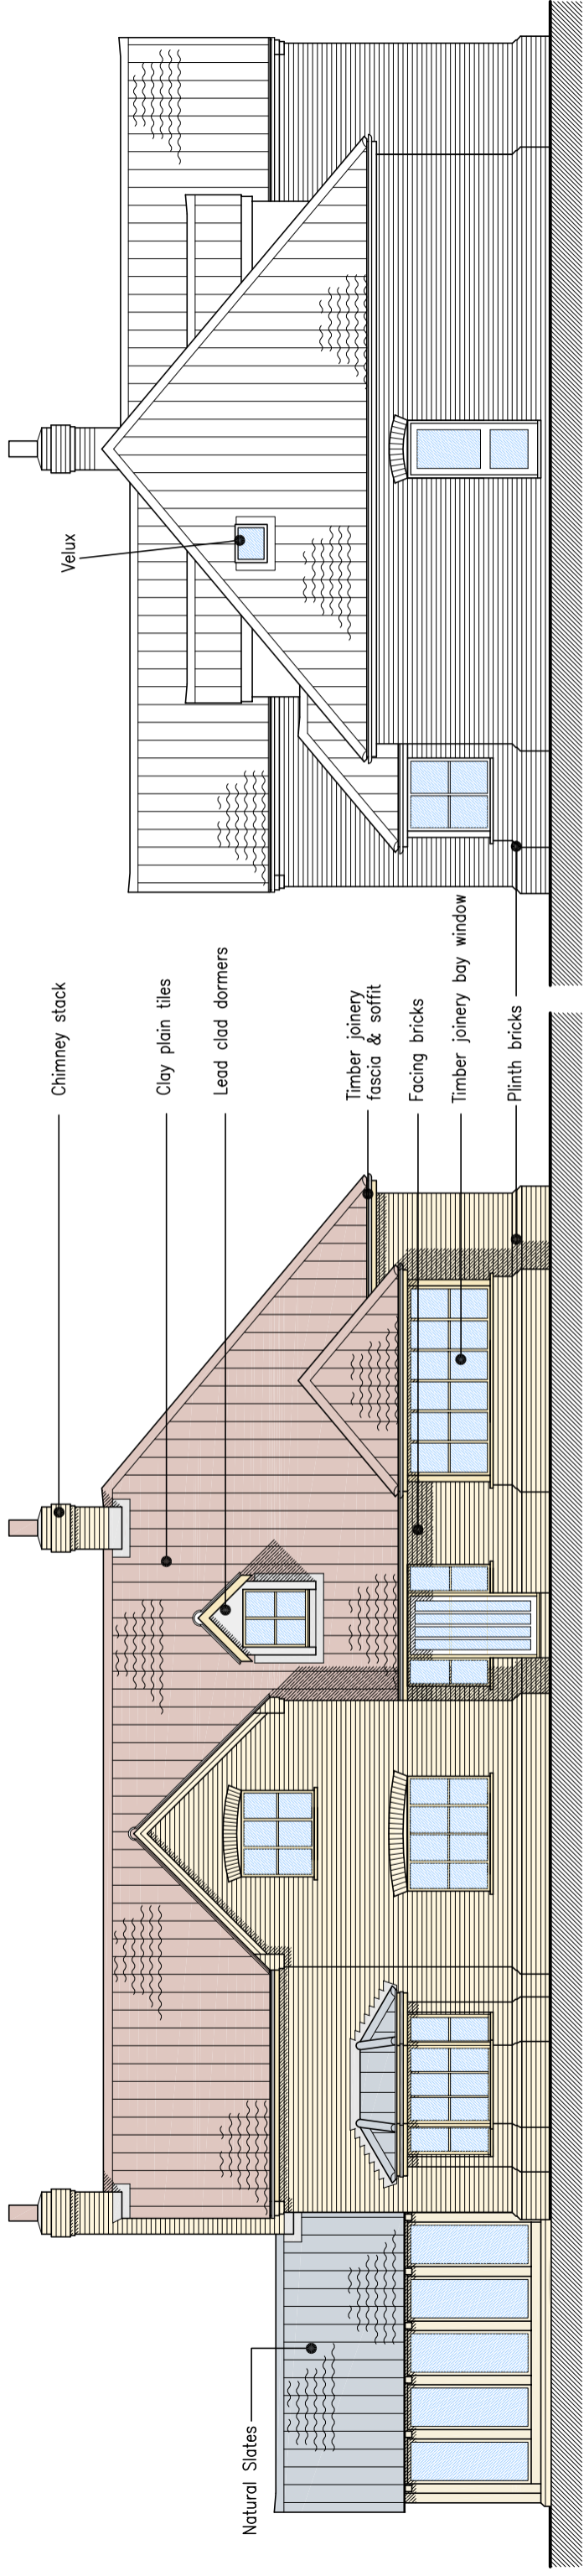 Chimney stack
Clay plain tiles
Lead clad dormers
Timber joinery
fascia & soffit
Facing bricks
Timber joinery bay window
Plinth bricks
Natural Slates
Velux